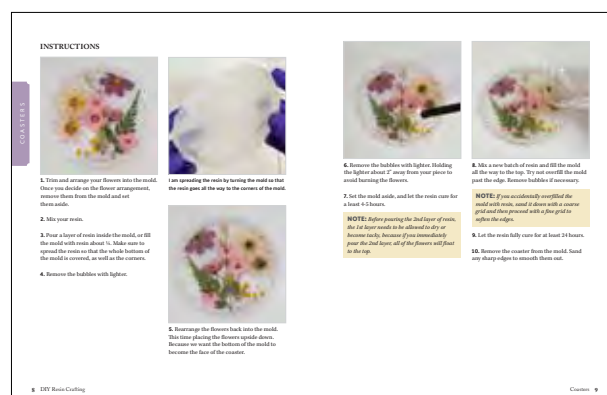 INSTRUCTIONS
COASTERS
1. Trim and arrange your flowers into the mold.
Once you decide on the flower arrangement,
remove them from the mold and set
them aside.
2. Mix your resin.
3. Pour a layer of resin inside the mold, or fill
the mold with resin about ¼. Make sure to
spread the resin so that the whole bottom of
the mold is covered, as well as the corners.
4. Remove the bubbles with lighter.
I am spreading the resin by turning the mold so that
the resin goes all the way to the corners of the mold.
5. Rearrange the flowers back into the mold.
This time placing the flowers upside down.
Because we want the bottom of the mold to
become the face of the coaster.
8 DIY Resin Crafting
6. Remove the bubbles with lighter. Holding
the lighter about 2" away from your piece to
avoid burning the flowers.
7. Set the mold aside, and let the resin cure for
at least 4-5 hours.
NOTE: Before pouring the 2nd layer of resin,
the 1st layer needs to be allowed to dry or
become tacky, because if you immediately
pour the 2nd layer, all of the flowers will float
to the top.
8. Mix a new batch of resin and fill the mold
all the way to the top. Try not overfill the mold
past the edge. Remove bubbles if necessary.
NOTE: If you accidentally overfilled the
mold with resin, sand it down with a coarse
grid and then proceed with a fine grid to
soften the edges.
9. Let the resin fully cure for at least 24 hours.
10. Remove the coaster from the mold. Sand
any sharp edges to smooth them out.
Coasters 9